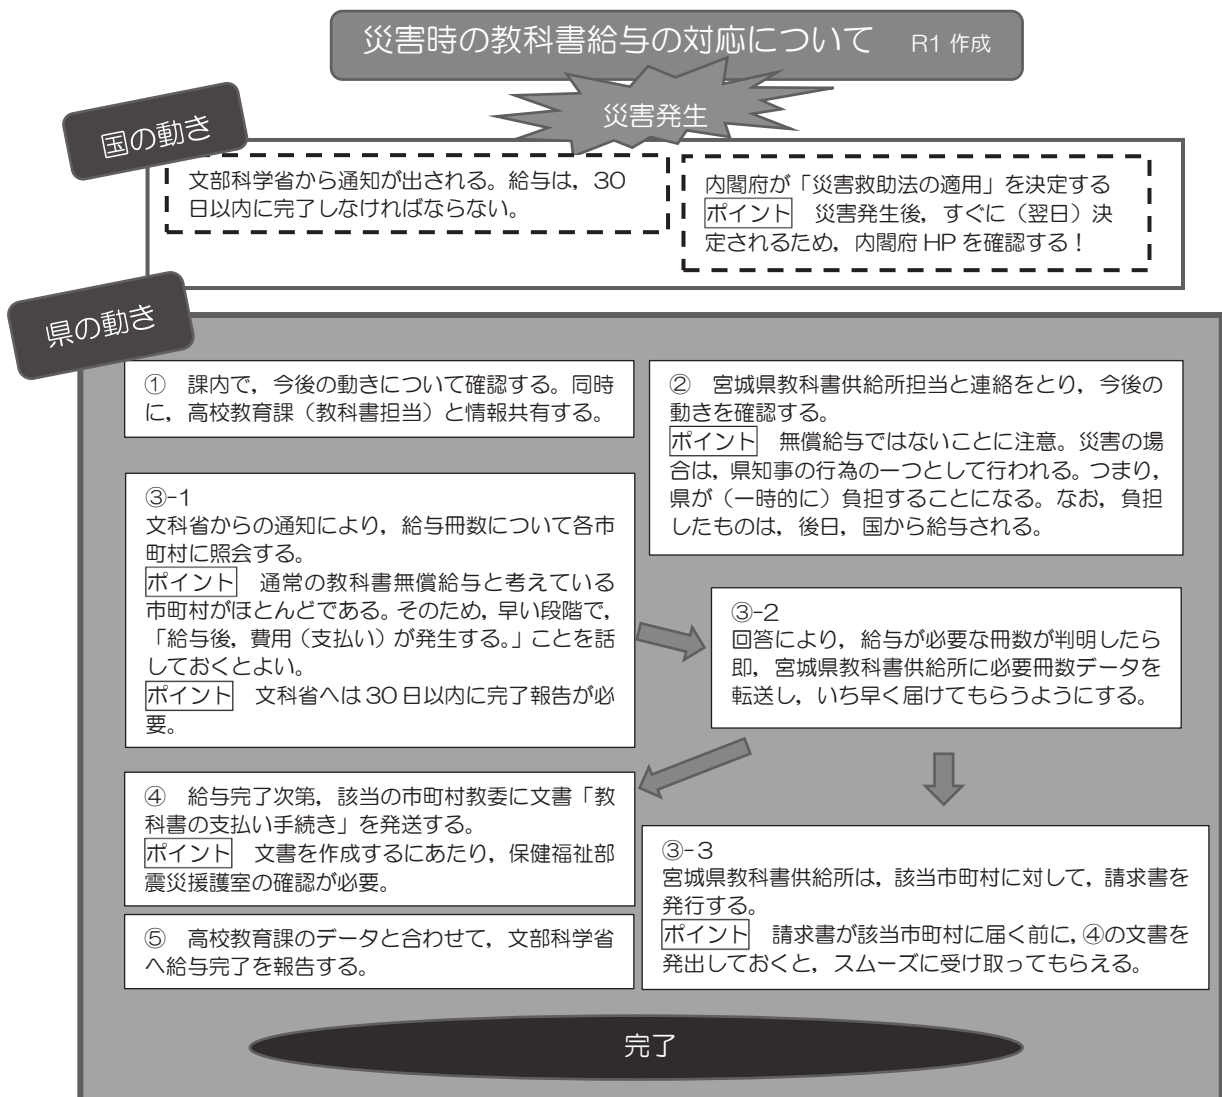 災害時の教科書給与の対応について　R1 作成
災害発生
国の動き
文部科学省から通知が出される。給与は，30
日以内に完了しなければならない。
内閣府が「災害救助法の適用」を決定する
ポイント　災害発生後，すぐに（翌日）決
定されるため，内閣府 HP を確認する！
県の動き
①　課内で，今後の動きについて確認する。同時
に，高校教育課（教科書担当）と情報共有する。
②　宮城県教科書供給所担当と連絡をとり，今後の
動きを確認する。
ポイント　無償給与ではないことに注意。災害の場
合は，県知事の行為の一つとして行われる。つまり，
県が（一時的に）負担することになる。なお，負担
したものは，後日，国から給与される。
③-1
文科省からの通知により，給与冊数について各市
町村に照会する。
ポイント　通常の教科書無償給与と考えている
市町村がほとんどである。そのため，早い段階で，
「給与後，費用（支払い）が発生する。」ことを話
しておくとよい。
ポイント　文科省へは 30 日以内に完了報告が必
要。
③-2
回答により，給与が必要な冊数が判明したら
即，宮城県教科書供給所に必要冊数データを
転送し，いち早く届けてもらうようにする。
④　給与完了次第，該当の市町村教委に文書「教
科書の支払い手続き」を発送する。
ポイント　文書を作成するにあたり，保健福祉部
震災援護室の確認が必要。
③-3
宮城県教科書供給所は，該当市町村に対して，請求書を
発行する。
ポイント　請求書が該当市町村に届く前に，④の文書を
発出しておくと，スムーズに受け取ってもらえる。
⑤　高校教育課のデータと合わせて，文部科学省
へ給与完了を報告する。
完了